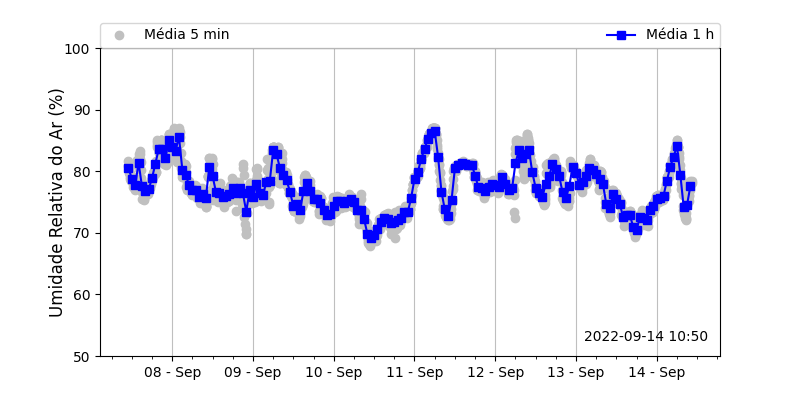 Média 5 min
Média 1 h
100
90
80
70
60
50
Umidade Relativa do Ar (%)
2022-09-14 10:50
08 - Sep
09 - Sep
10 - Sep
11 - Sep
12 - Sep
13 - Sep
14 - Sep